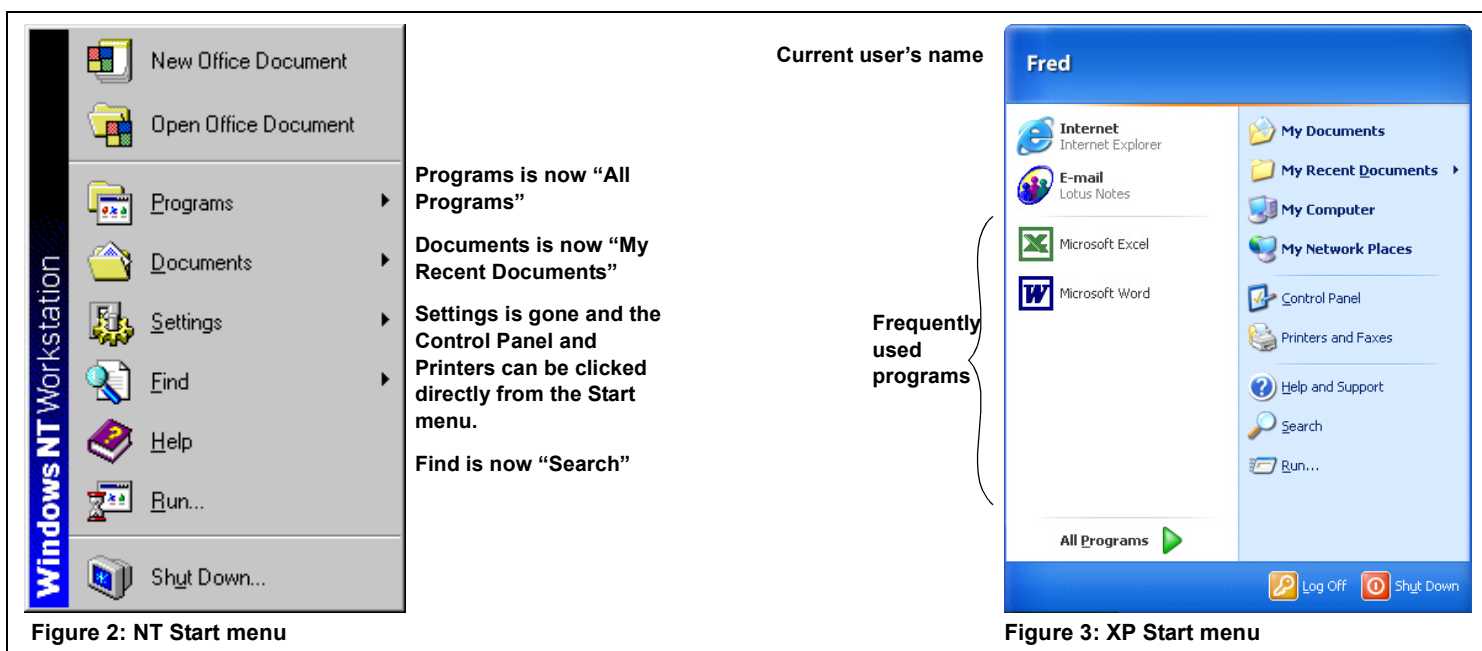 Windows NT Workstation
New Office Document
Open Office Document
Programs
Documents
Settings
Find
Help
Run...
Shut Down...
Figure 2: NT Start menu
Programs is now “All
Programs”
Documents is now “My
Recent Documents”
Settings is gone and the
Control Panel and
Printers can be clicked
directly from the Start
menu.
Find is now “Search”
Current user’s name
Frequently
used
programs
Fred
Internet
Internet Explorer
E-mail
Lotus Notes
Microsoft Excel
Microsoft Word
All Programs
My Documents
My Recent Documents
My Computer
My Network Places
Control Panel
Printers and Faxes
Help and Support
Search
Run...
Log Off
Shut Down
Figure 3: XP Start menu